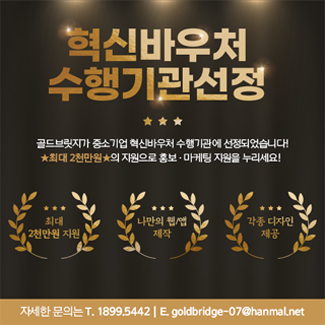 혁신바우처
수행기관선정
★ ★ ★
골드브릿지가 중소기업 혁신바우처 수행기관에 선정되었습니다!
★최대 2천만원★의 지원으로 홍보·마케팅 지원을 누리세요!
★ ★ ★
최대
2천만원 지원
★ ★ ★
나만의 웹/앱
제작
★ ★ ★
각종 디자인
제공
자세한 문의는 T. 1899.5442 | E. goldbridge-07@hanmal.net